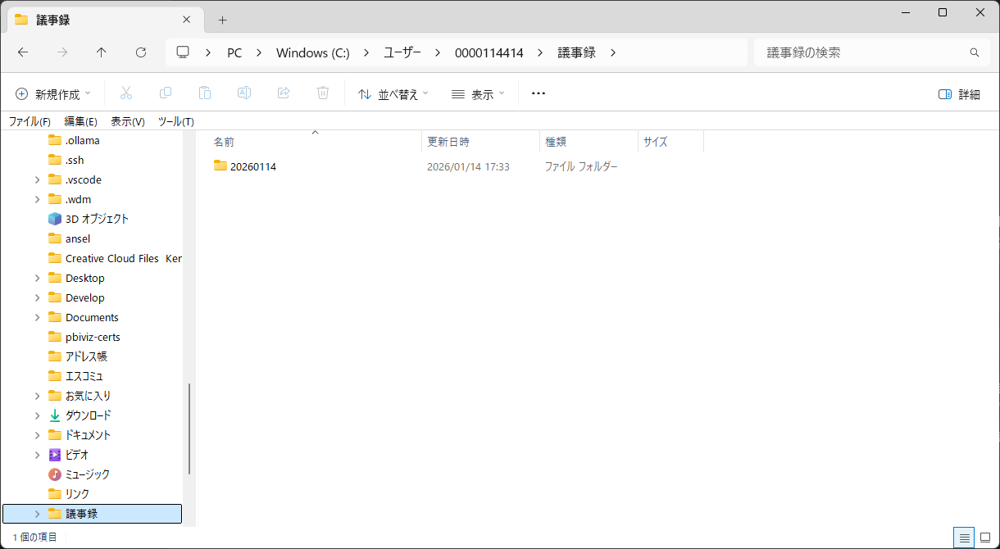 議事録
PC
Windows (C:)
ユーザー
0000114414
議事録
議事録の検索
新規作成
並べ替え
表示
詳細
ファイル(F) 編集(E) 表示(V) ツール(T)
名前 更新日時 種類 サイズ
20260114 2026/01/14 17:33 ファイル フォルダー
.ollama
.ssh
.vscode
.wdm
3D オブジェクト
ansel
Creative Cloud Files Ker
Desktop
Develop
Documents
pbiviz-certs
アドレス帳
エスコミュ
お気に入り
ダウンロード
ドキュメント
ビデオ
ミュージック
リンク
議事録
1 個の項目